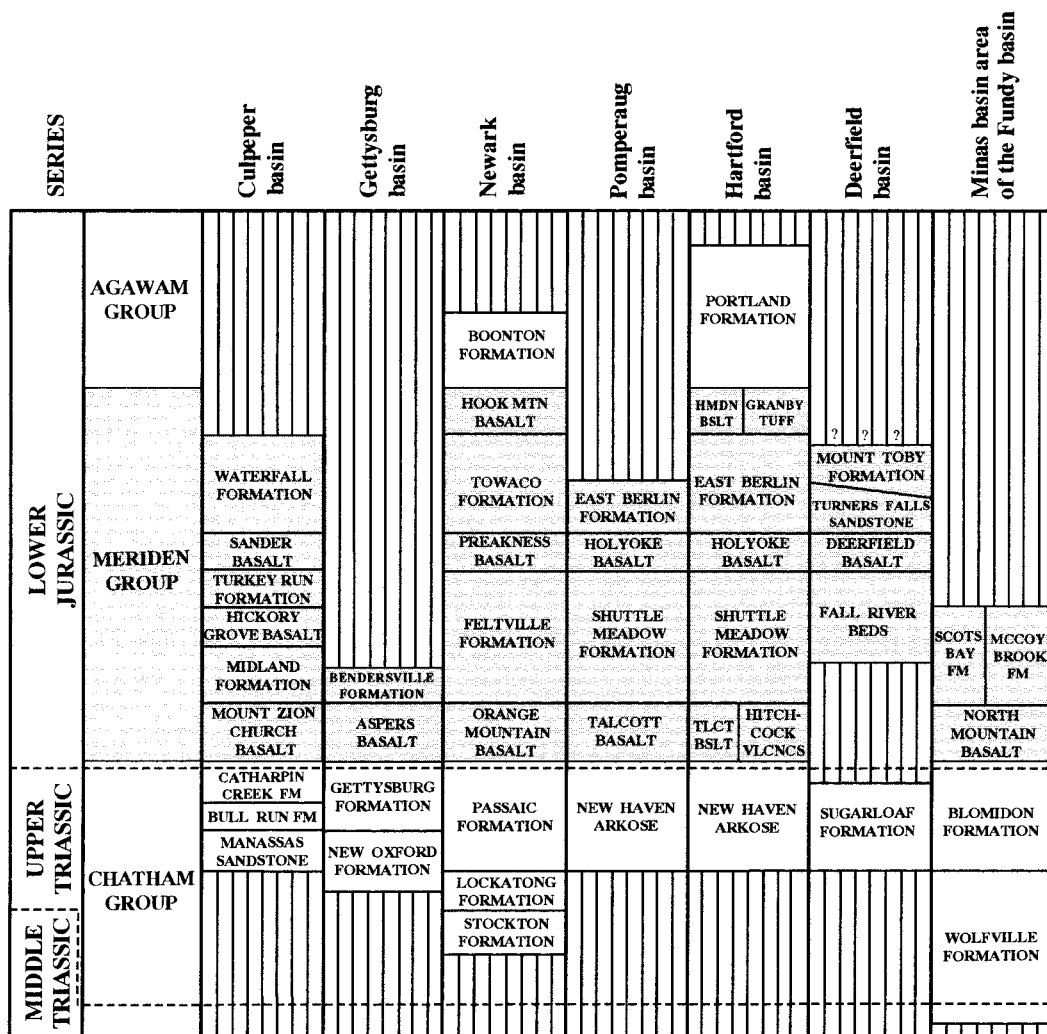 SERIES
Culpeper
basin
Gettysburg
basin
Newark
basin
Pomperaug
basin
Hartford
basin
Deerfield
basin
Minas basin area
of the Fundy basin
LOWER
JURASSIC
UPPER
TRIASSIC
MIDDLE
TRIASSIC
AGAWAM
GROUP
MERIDEN
GROUP
CHATHAM
GROUP
WATERFALL
FORMATION
SANDER
BASALT
TURKEY RUN
FORMATION
HICKORY
GROVE BASALT
MIDLAND
FORMATION
MOUNT ZION
CHURCH
BASALT
CATHARPIN
CREEK FM
BULL RUN FM
MANASSAS
SANDSTONE
BENDERSVILLE
FORMATION
ASPERS
BASALT
GETTYSBURG
FORMATION
NEW OXFORD
FORMATION
BOONTON
FORMATION
HOOK MTN
BASALT
TOWACO
FORMATION
PREAKNESS
BASALT
FELTVILLE
FORMATION
ORANGE
MOUNTAIN
BASALT
PASSAIC
FORMATION
LOCKATONG
FORMATION
STOCKTON
FORMATION
EAST BERLIN
FORMATION
HOLYOKE
BASALT
SHUTTLE
MEADOW
FORMATION
TALCOTT
BASALT
NEW HAVEN
ARKOSE
PORTLAND
FORMATION
HMDN
BSLT
GRANBY
TUFF
EAST BERLIN
FORMATION
HOLYOKE
BASALT
SHUTTLE
MEADOW
FORMATION
TLCT
BSLT
HITCH-
COCK
VLCNCS
NEW HAVEN
ARKOSE
? ? ?
MOUNT TOBY
FORMATION
TURNERS FALLS
SANDSTONE
DEERFIELD
BASALT
FALL RIVER
BEDS
SUGARLOAF
FORMATION
SCOTS
BAY
FM
MCCOY
BROOK
FM
NORTH
MOUNTAIN
BASALT
BLOMIDON
FORMATION
WOLFVILLE
FORMATION